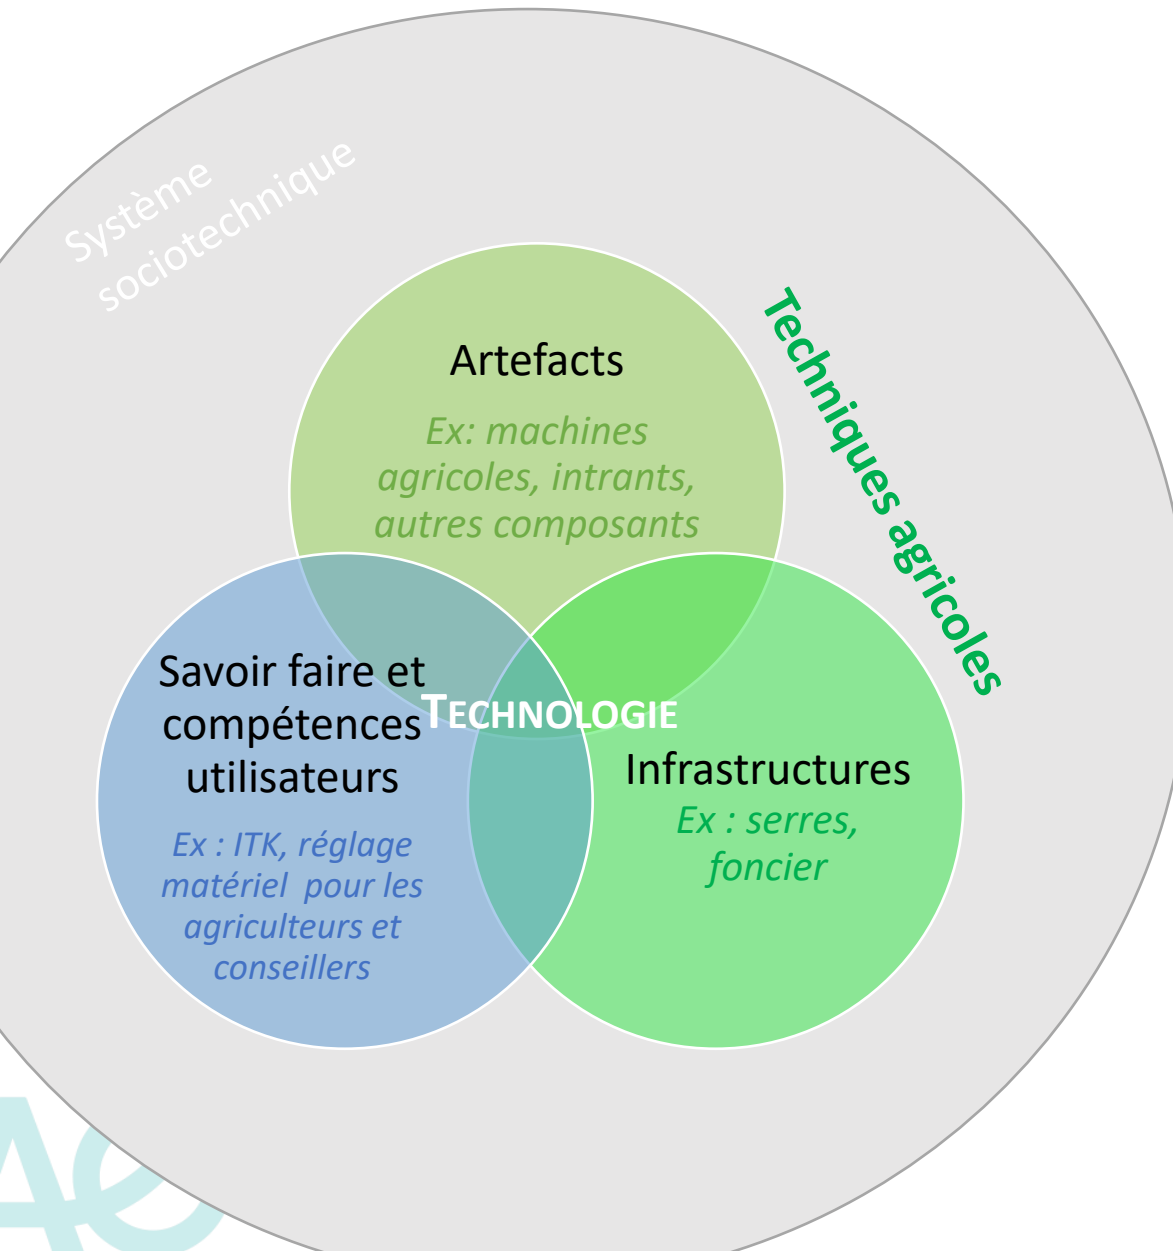 Système
sociotechnique
Techniques agricoles
Artefacts
Ex: machines
agricoles, intrants,
autres composants
Savoir faire et
compétences
utilisateurs
Ex : ITK, réglage
matériel  pour les
agriculteurs et
conseillers
TECHNOLOGIE
Infrastructures
Ex : serres,
foncier